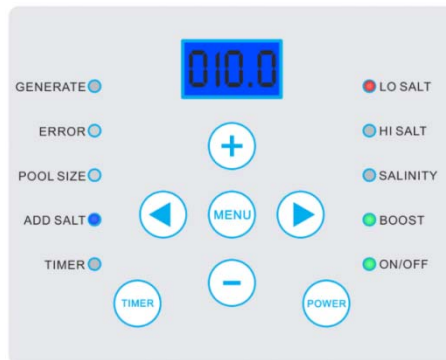 010.0
GENERATE
LO SALT
ERROR
HI SALT
+
POOL SIZE
SALINITY
MENU
ADD SALT
BOOST
TIMER
ON/OFF
−
TIMER
POWER